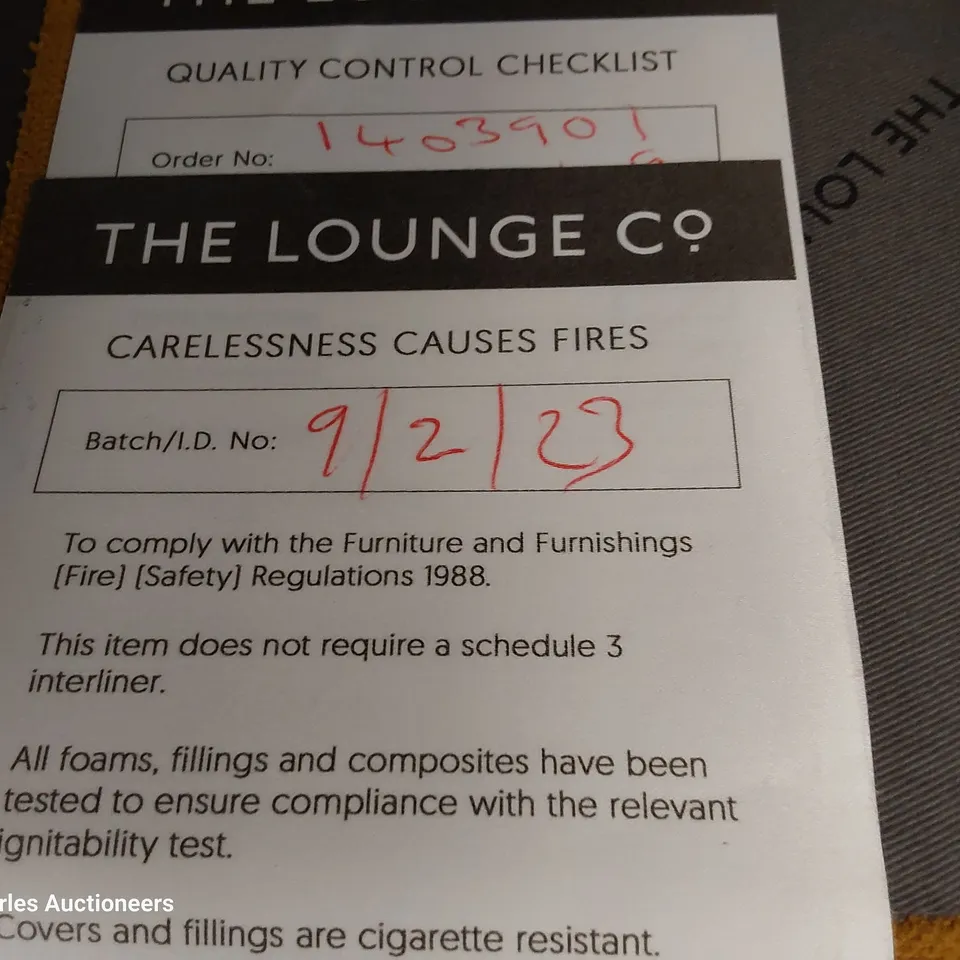 QUALITY CONTROL CHECKLIST
Order No: 1403901
THE LOUNGE Co
CARELESSNESS CAUSES FIRES
Batch/I.D. No: 9/2/23
To comply with the Furniture and Furnishings
[Fire] [Safety] Regulations 1988.
This item does not require a schedule 3
interliner.
All foams, fillings and composites have been
tested to ensure compliance with the relevant
ignitability test.
Covers and fillings are cigarette resistant.
rles Auctioneers
THE LOU